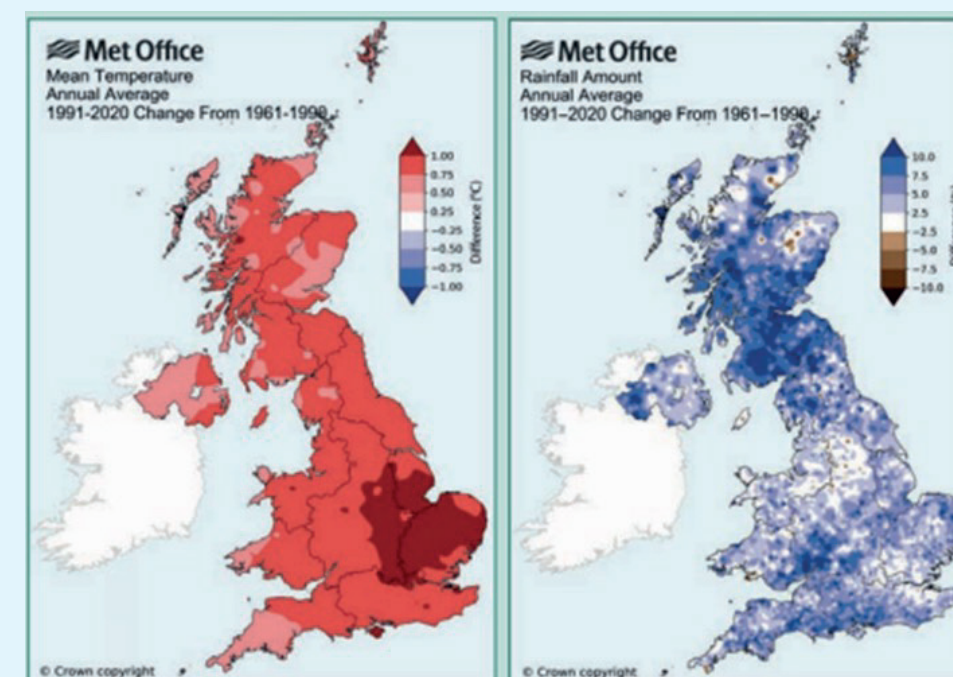 Met Office
Mean Temperature
Annual Average
1991-2020 Change From 1961-1990
1.00
0.75
0.50
0.25
−0.25
−0.50
−0.75
−1.00
Difference (°C)
© Crown copyright
Met Office
Rainfall Amount
Annual Average
1991−2020 Change From 1961−1990
10.0
7.5
5.0
2.5
−2.5
−5.0
−7.5
−10.0
© Crown copyright